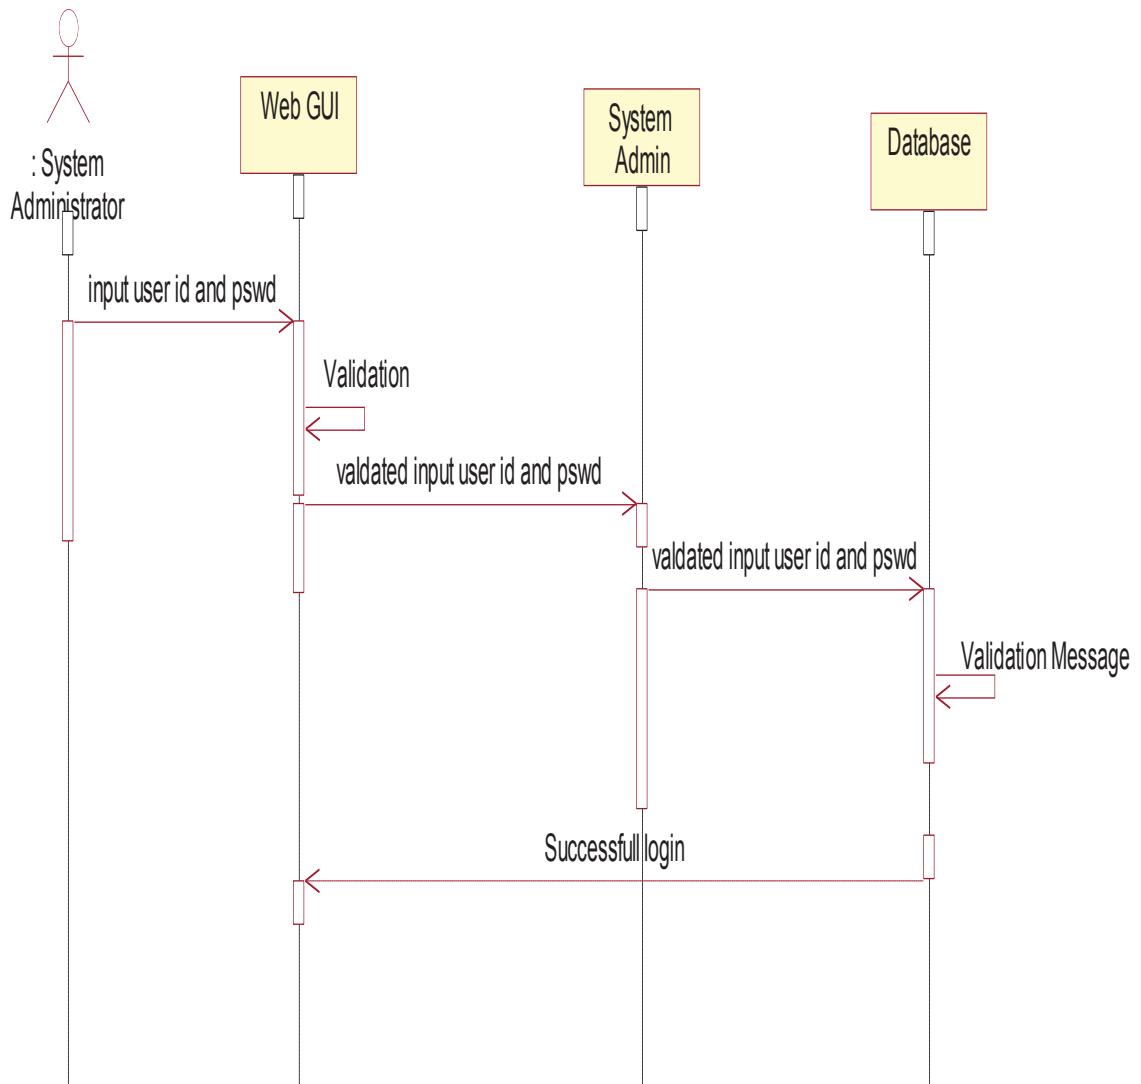 Web GUI
System
Admin
Database
: System
Administrator
input user id and pswd
Validation
valdated input user id and pswd
valdated input user id and pswd
Validation Message
Successfull login